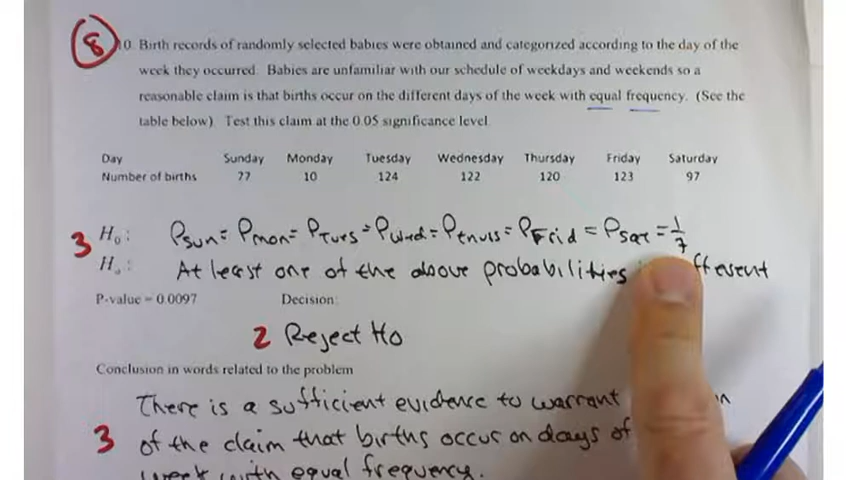 8 10. Birth records of randomly selected babies were obtained and categorized according to the day of the
week they occurred. Babies are unfamiliar with our schedule of weekdays and weekends so a
reasonable claim is that births occur on the different days of the week with equal frequency. (See the
table below) Test this claim at the 0.05 significance level
Day Sunday Monday Tuesday Wednesday Thursday Friday Saturday
Number of births 77 10 124 122 120 123 97
3 H₀: Psun = Pmon = PTues = Pwed = Pthurs = PFrid = Psat = 1/7
Hₐ: At least one of the above probabilities different
P-value = 0.0097 Decision:
2 Reject Ho
Conclusion in words related to the problem
There is a sufficient evidence to warrant
3 of the claim that births occur on days of
week with equal frequency.